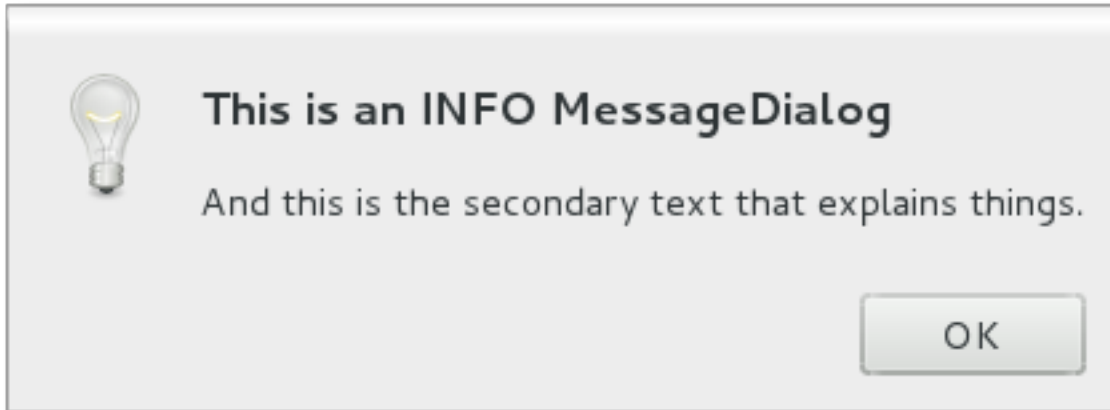 This is an INFO MessageDialog
And this is the secondary text that explains things.
OK